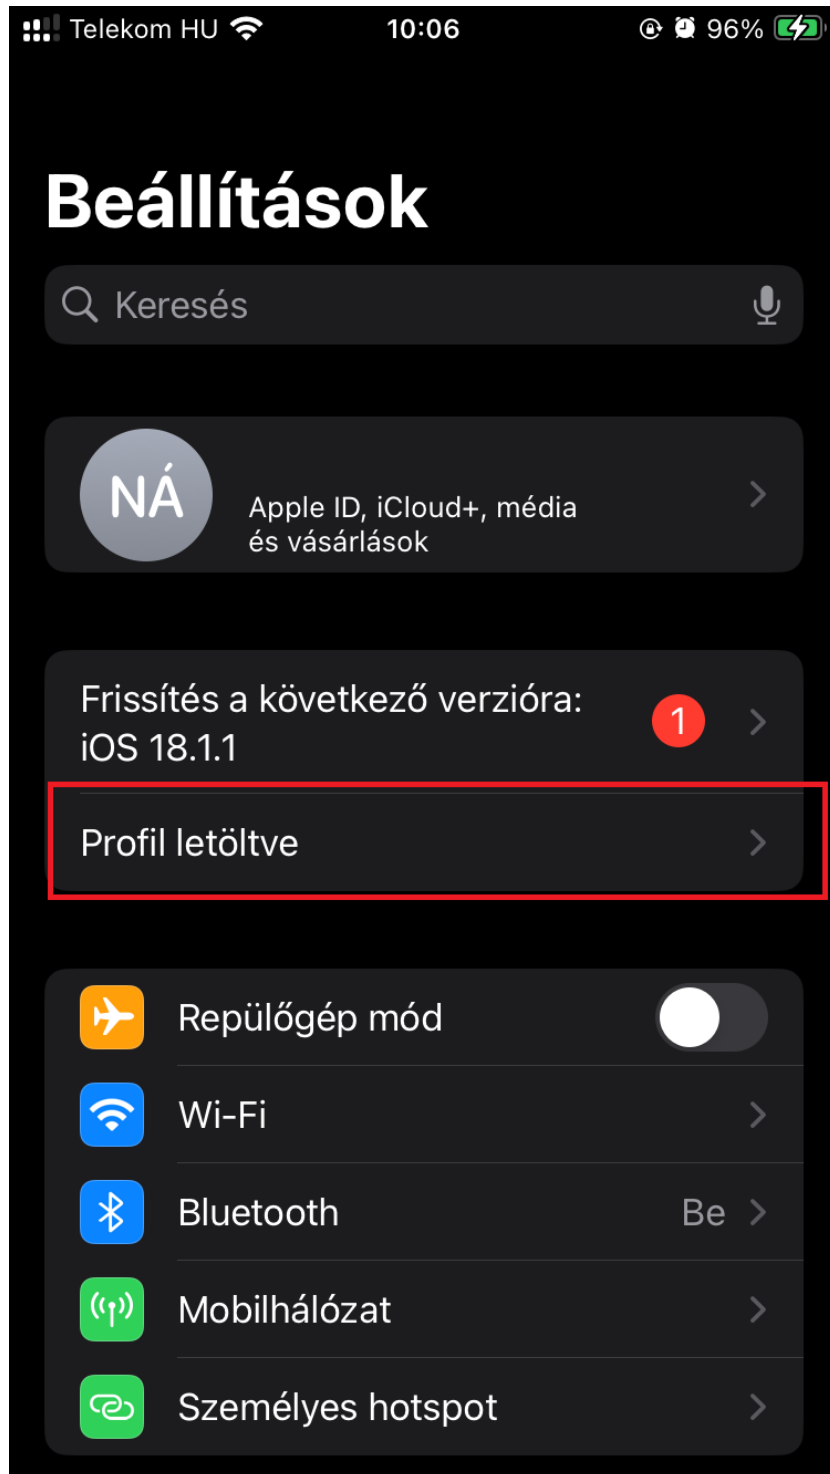 Telekom HU 10:06 96%
Beállítások
Keresés
NÁ
Apple ID, iCloud+, média
és vásárlások
Frissítés a következő verzióra:
iOS 18.1.1
1
Profil letöltve
Repülőgép mód
Wi-Fi
Bluetooth Be
Mobilhálózat
Személyes hotspot